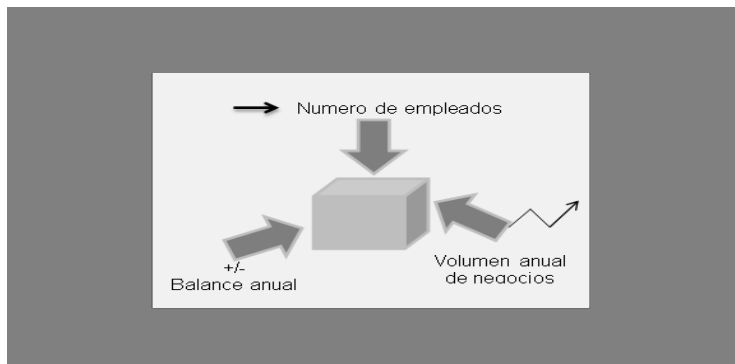 Numero de empleados
+/-
Balance anual
Volumen anual
de negocios